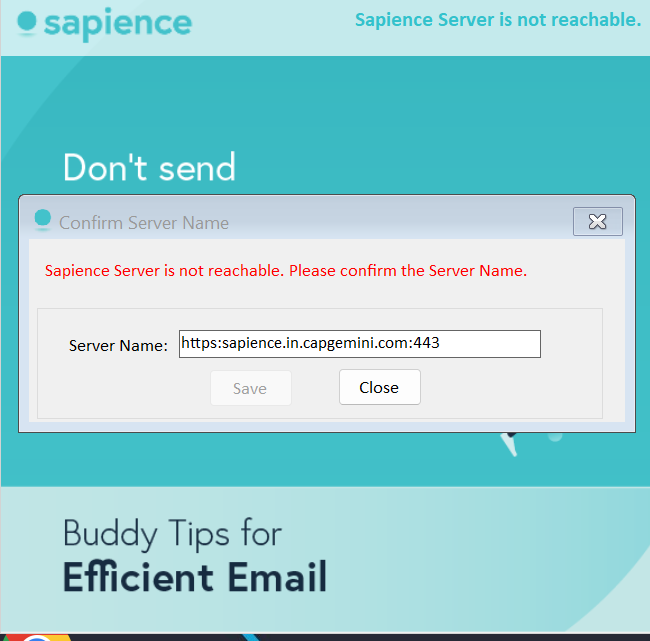 sapience
Sapience Server is not reachable.
Don't send
Confirm Server Name
Sapience Server is not reachable. Please confirm the Server Name.
Server Name: https:sapience.in.capgemini.com:443
Save Close
Buddy Tips for
Efficient Email